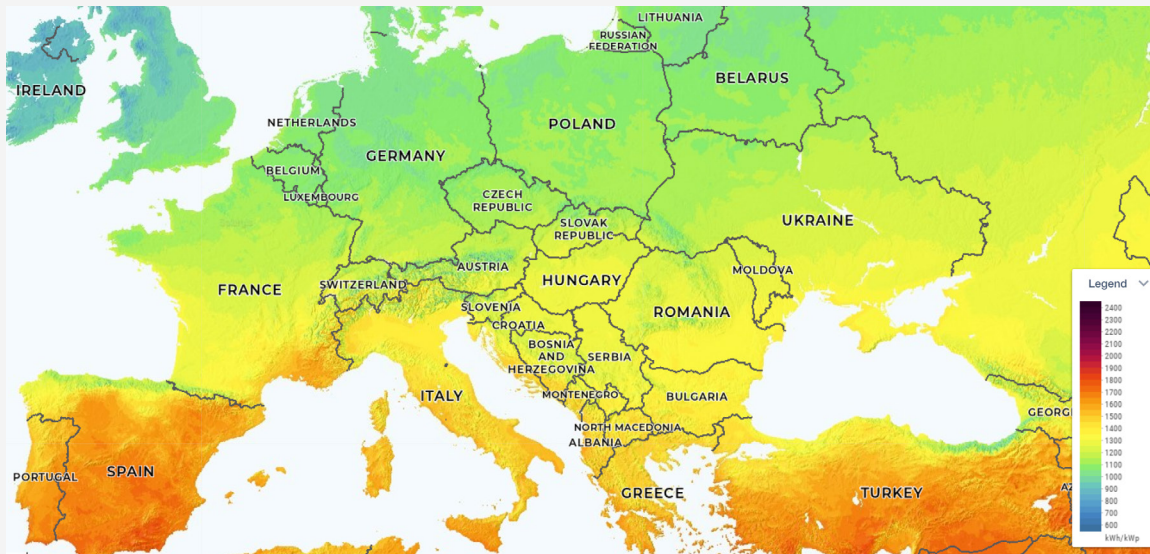 LITHUANIA
RUSSIAN
FEDERATION
IRELAND
BELARUS
NETHERLANDS
POLAND
GERMANY
BELGIUM
LUXEMBOURG
CZECH
REPUBLIC
UKRAINE
SLOVAK
REPUBLIC
AUSTRIA
MOLDOVA
SWITZERLAND
HUNGARY
FRANCE
SLOVENIA
ROMANIA
CROATIA
BOSNIA
AND
HERZEGOVINA
SERBIA
ITALY
MONTENEGRO
BULGARIA
NORTH MACEDONIA
ALBANIA
GEORG
PORTUGAL
SPAIN
GREECE
TURKEY
AZ
Legend
2400
2300
2200
2100
2000
1900
1800
1700
1600
1500
1400
1300
1200
1100
1000
900
800
700
600
kWh/kWp